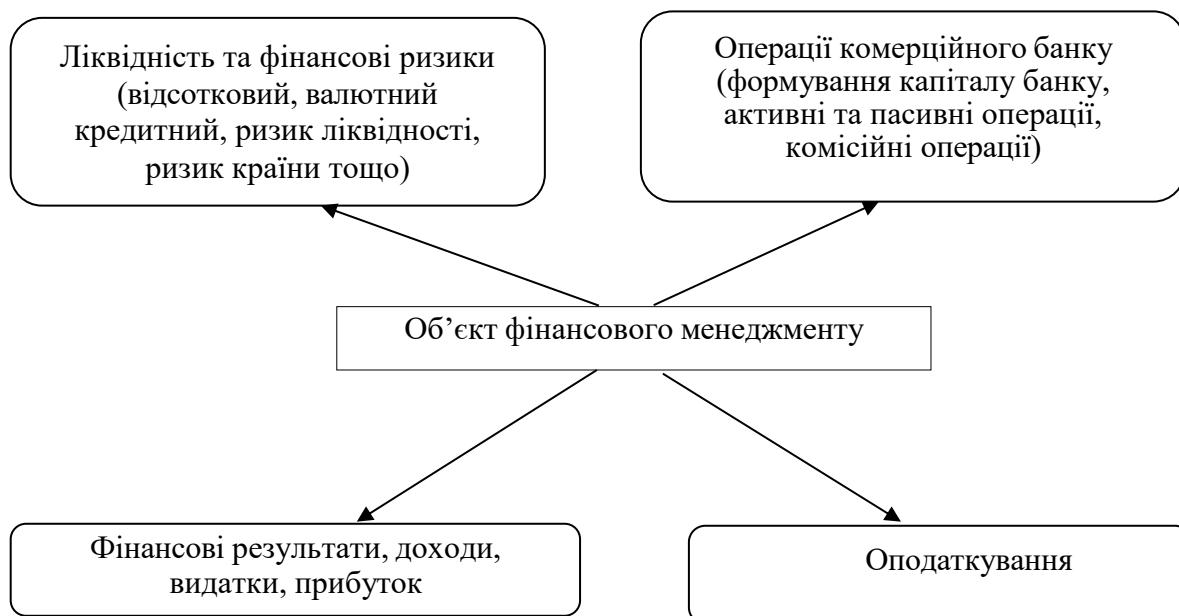 Ліквідність та фінансові ризики
(відсотковий, валютний
кредитний, ризик ліквідності,
ризик країни тощо)
Операції комерційного банку
(формування капіталу банку,
активні та пасивні операції,
комісійні операції)
Об’єкт фінансового менеджменту
Фінансові результати, доходи,
видатки, прибуток
Оподаткування